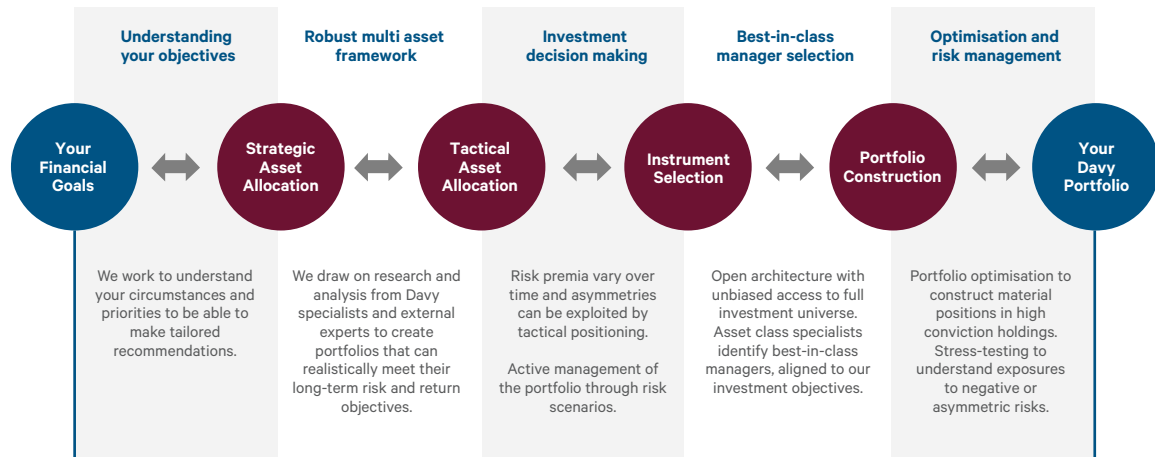 Understanding
your objectives
Robust multi asset
framework
Investment
decision making
Best-in-class
manager selection
Optimisation and
risk management
Your
Financial
Goals
Strategic
Asset
Allocation
Tactical
Asset
Allocation
Instrument
Selection
Portfolio
Construction
Your
Davy
Portfolio
We work to understand
your circumstances and
priorities to be able to
make tailored
recommendations.
We draw on research and
analysis from Davy
specialists and external
experts to create
portfolios that can
realistically meet their
long-term risk and return
objectives.
Risk premia vary over
time and asymmetries
can be exploited by
tactical positioning.
Active management of
the portfolio through risk
scenarios.
Open architecture with
unbiased access to full
investment universe.
Asset class specialists
identify best-in-class
managers, aligned to our
investment objectives.
Portfolio optimisation to
construct material
positions in high
conviction holdings.
Stress-testing to
understand exposures
to negative or
asymmetric risks.